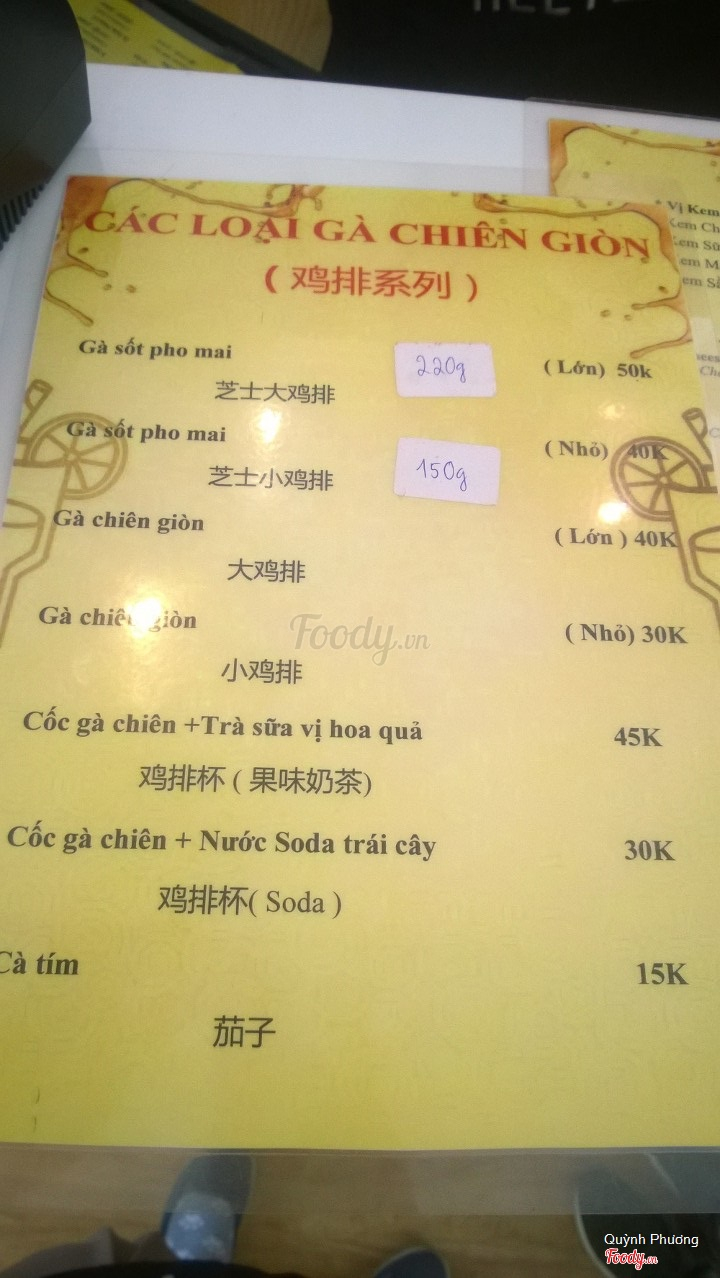 CÁC LOẠI GÀ CHIÊN GIÒN
( 鸡排系列 )
Gà sốt pho mai 220g ( Lớn) 50k
芝士大鸡排
Gà sốt pho mai 150g ( Nhỏ) 40K
芝士小鸡排
Gà chiên giòn ( Lớn ) 40K
大鸡排
Gà chiên giòn ( Nhỏ) 30K
小鸡排
Foody.vn
Cốc gà chiên +Trà sữa vị hoa quả 45K
鸡排杯 ( 果味奶茶)
Cốc gà chiên + Nước Soda trái cây 30K
鸡排杯( Soda )
Cà tím 15K
茄子
Vị Kem
Kem
Quỳnh Phương
Foody.vn